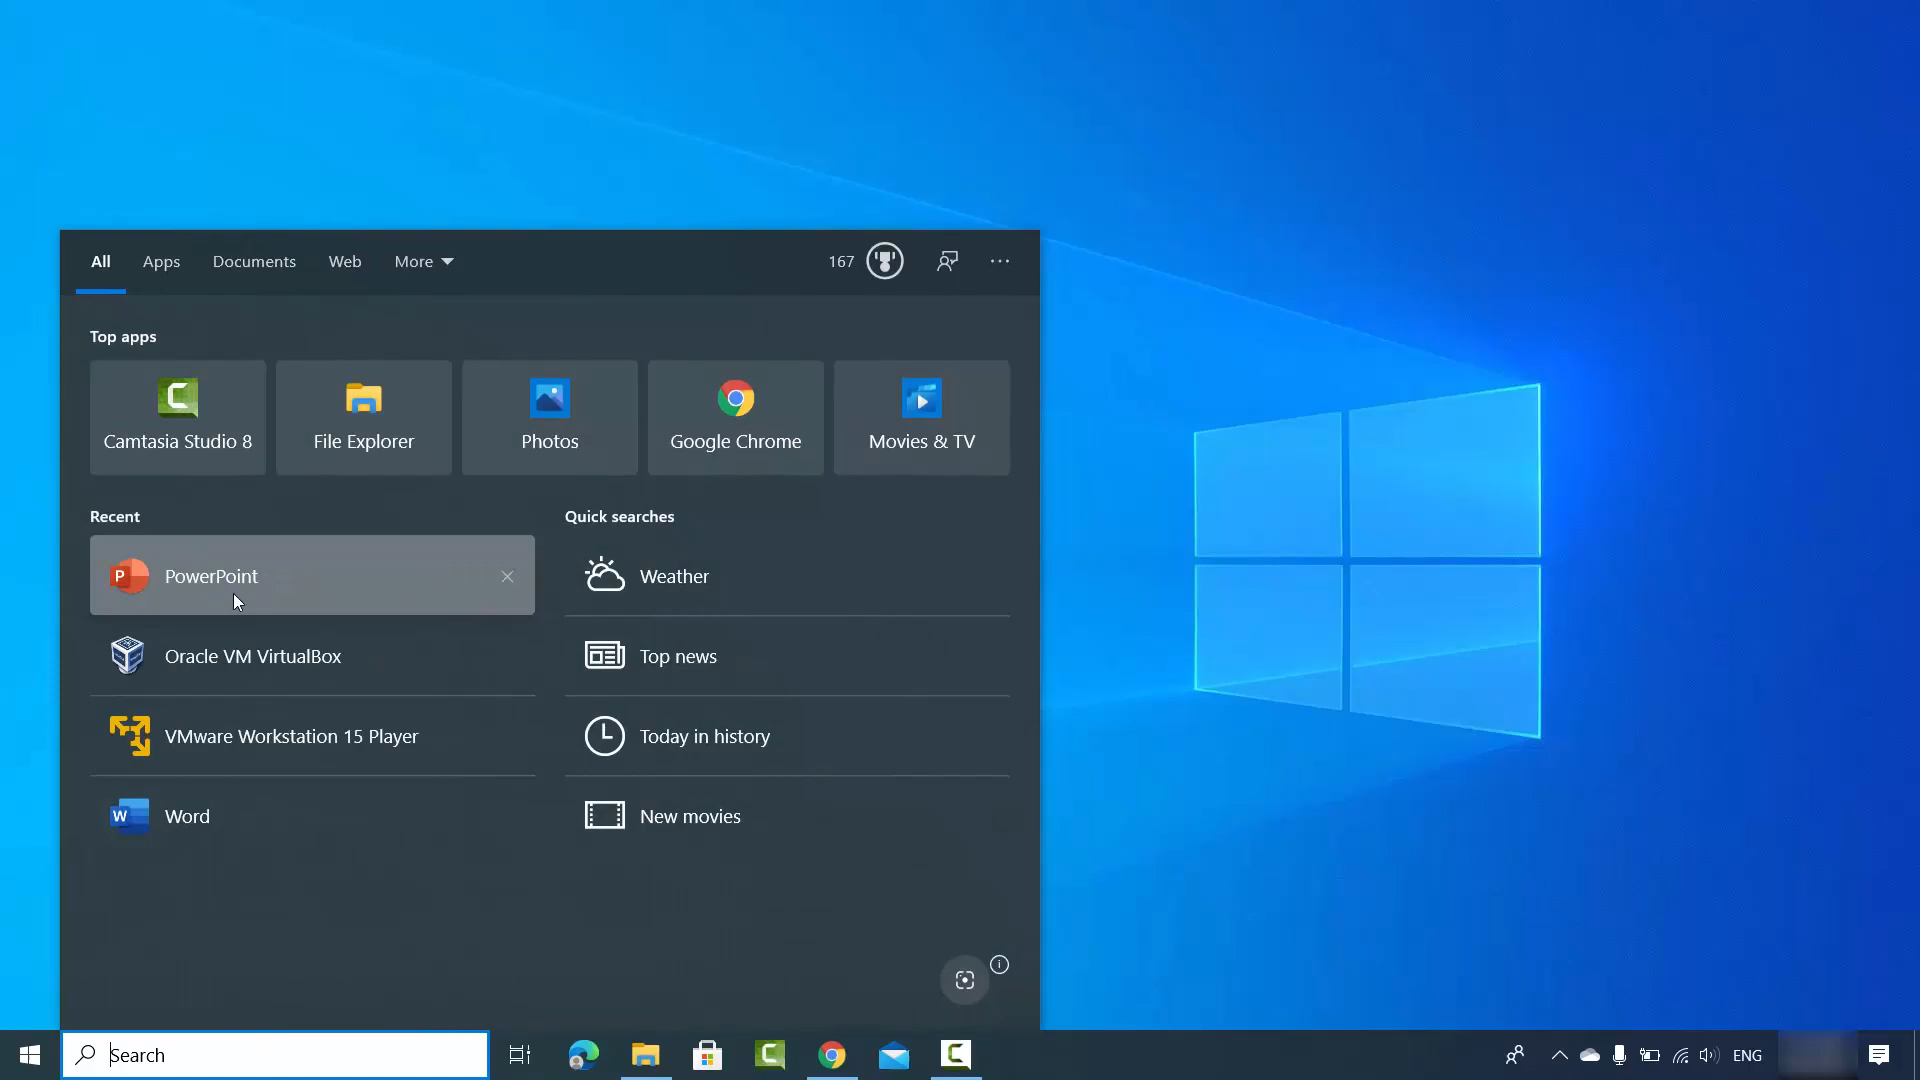 All Apps Documents Web More 167
Top apps
Camtasia Studio 8 File Explorer Photos Google Chrome Movies & TV
Recent Quick searches
PowerPoint Weather
Oracle VM VirtualBox Top news
VMware Workstation 15 Player Today in history
Word New movies
Search ENG